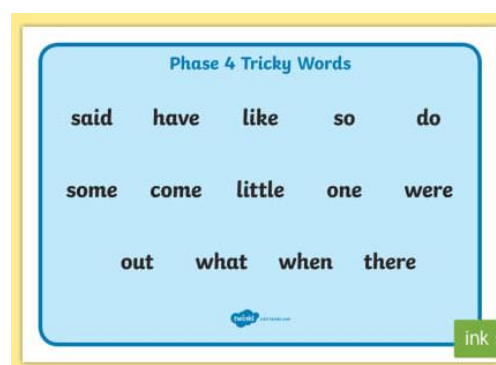 Phase 4 Tricky Words
said have like so do
some come little one were
out what when there
twinkl
ink